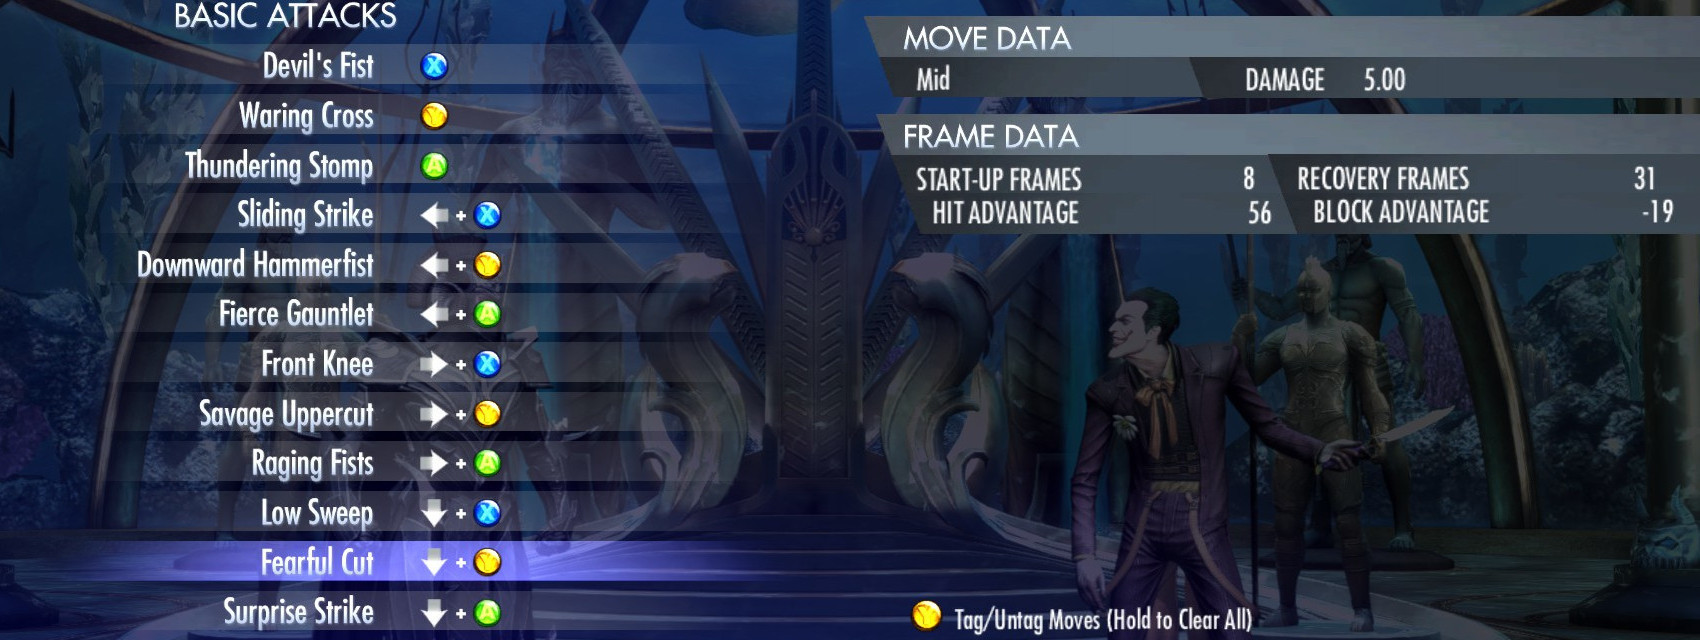 BASIC ATTACKS
Devil's Fist X
Waring Cross Y
Thundering Stomp A
Sliding Strike + X
Downward Hammerfist + Y
Fierce Gauntlet + A
Front Knee + X
Savage Uppercut + Y
Raging Fists + A
Low Sweep + X
Fearful Cut + Y
Surprise Strike + A
MOVE DATA
Mid DAMAGE 5.00
FRAME DATA
START-UP FRAMES 8 RECOVERY FRAMES 31
HIT ADVANTAGE 56 BLOCK ADVANTAGE -19
Y Tag/Untag Moves (Hold to Clear All)